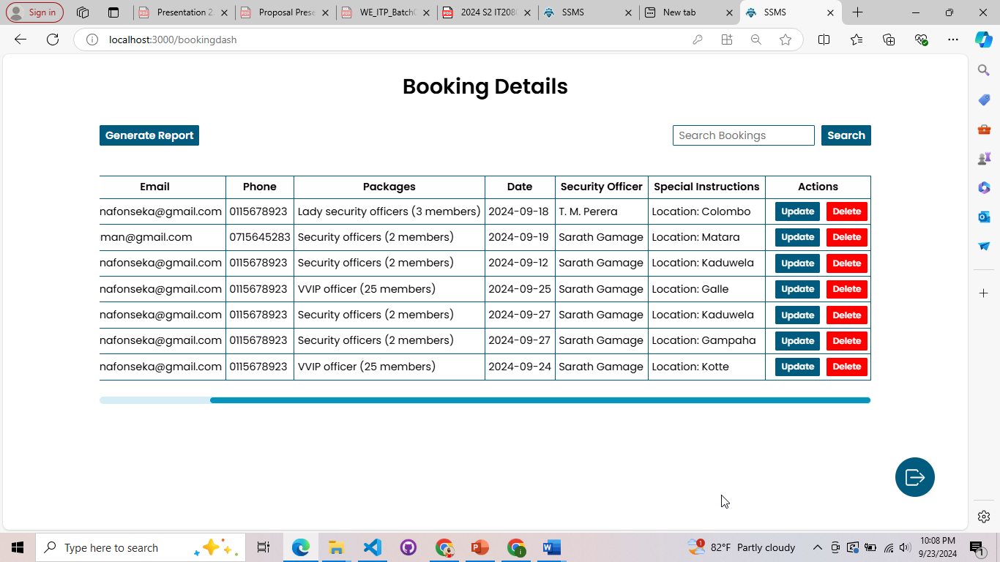 Sign in
Presentation 2
Proposal Prese
WE_ITP_Batch
2024 S2 IT208
SSMS
New tab
SSMS
localhost:3000/bookingdash
Booking Details
Generate Report
Search Bookings
Search
Email Phone Packages Date Security Officer Special Instructions Actions
nafonseka@gmail.com 0115678923 Lady security officers (3 members) 2024-09-18 T. M. Perera Location: Colombo Update Delete
man@gmail.com 0715645283 Security officers (2 members) 2024-09-19 Sarath Gamage Location: Matara Update Delete
nafonseka@gmail.com 0115678923 Security officers (2 members) 2024-09-12 Sarath Gamage Location: Kaduwela Update Delete
nafonseka@gmail.com 0115678923 VVIP officer (25 members) 2024-09-25 Sarath Gamage Location: Galle Update Delete
nafonseka@gmail.com 0115678923 Security officers (2 members) 2024-09-27 Sarath Gamage Location: Kaduwela Update Delete
nafonseka@gmail.com 0115678923 Security officers (2 members) 2024-09-27 Sarath Gamage Location: Gampaha Update Delete
nafonseka@gmail.com 0115678923 VVIP officer (25 members) 2024-09-24 Sarath Gamage Location: Kotte Update Delete
Type here to search
1
82°F Partly cloudy
10:08 PM
9/23/2024
1